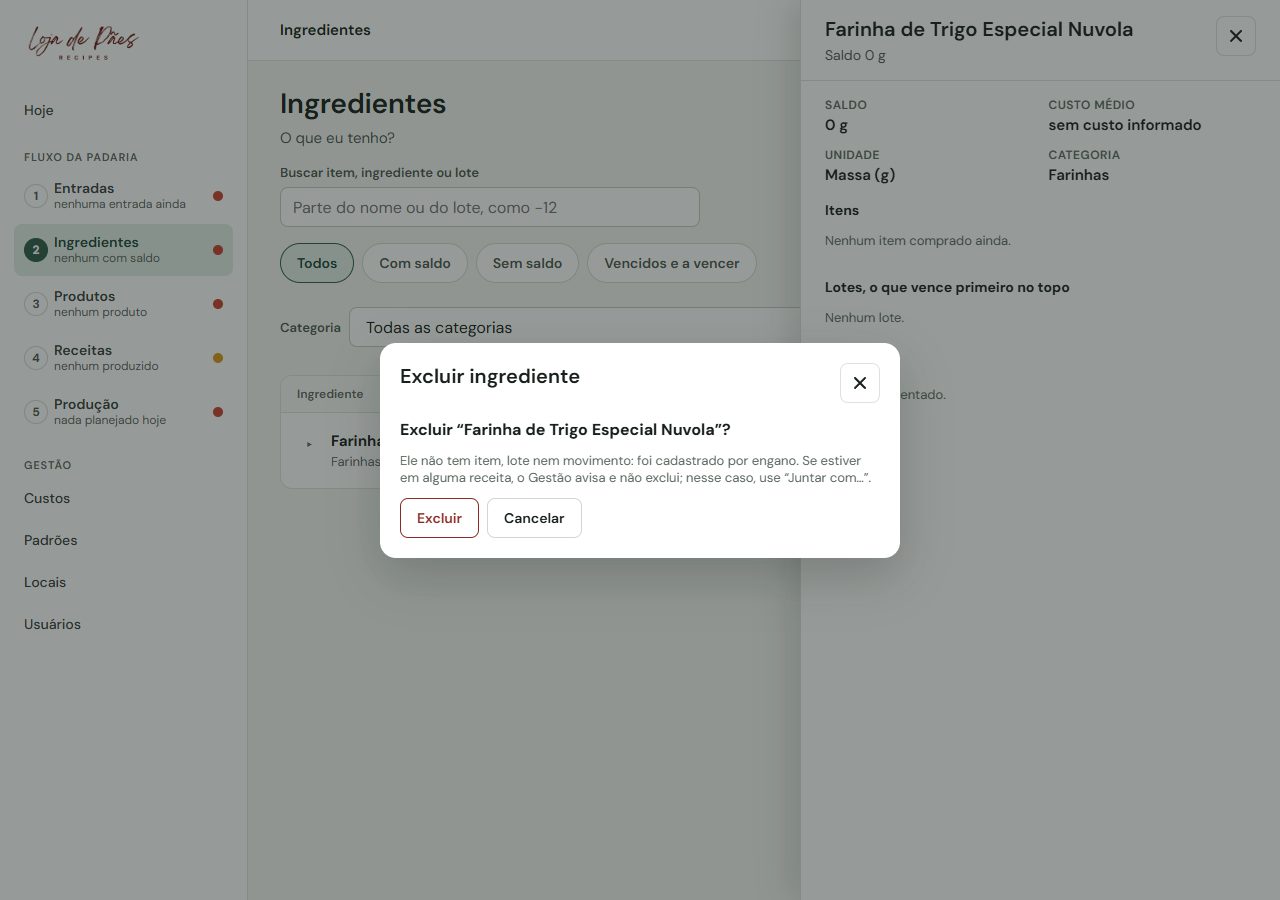 Loja de Pães
RECIPES
Hoje
FLUXO DA PADARIA
1
Entradas
nenhuma entrada ainda
2
Ingredientes
nenhum com saldo
3
Produtos
nenhum produto
4
Receitas
nenhum produzido
5
Produção
nada planejado hoje
GESTÃO
Custos
Padrões
Locais
Usuários
Ingredientes
Ingredientes
O que eu tenho?
Buscar item, ingrediente ou lote
Parte do nome ou do lote, como -12
Todos
Com saldo
Sem saldo
Vencidos e a vencer
Categoria
Todas as categorias
Ingrediente
Farinha
Farinhas
Farinha de Trigo Especial Nuvola
Saldo 0 g
SALDO
0 g
CUSTO MÉDIO
sem custo informado
UNIDADE
Massa (g)
CATEGORIA
Farinhas
Itens
Nenhum item comprado ainda.
Lotes, o que vence primeiro no topo
Nenhum lote.
Excluir ingrediente
Excluir “Farinha de Trigo Especial Nuvola”?
Ele não tem item, lote nem movimento: foi cadastrado por engano. Se estiver
em alguma receita, o Gestão avisa e não exclui; nesse caso, use “Juntar com…”.
Excluir
Cancelar